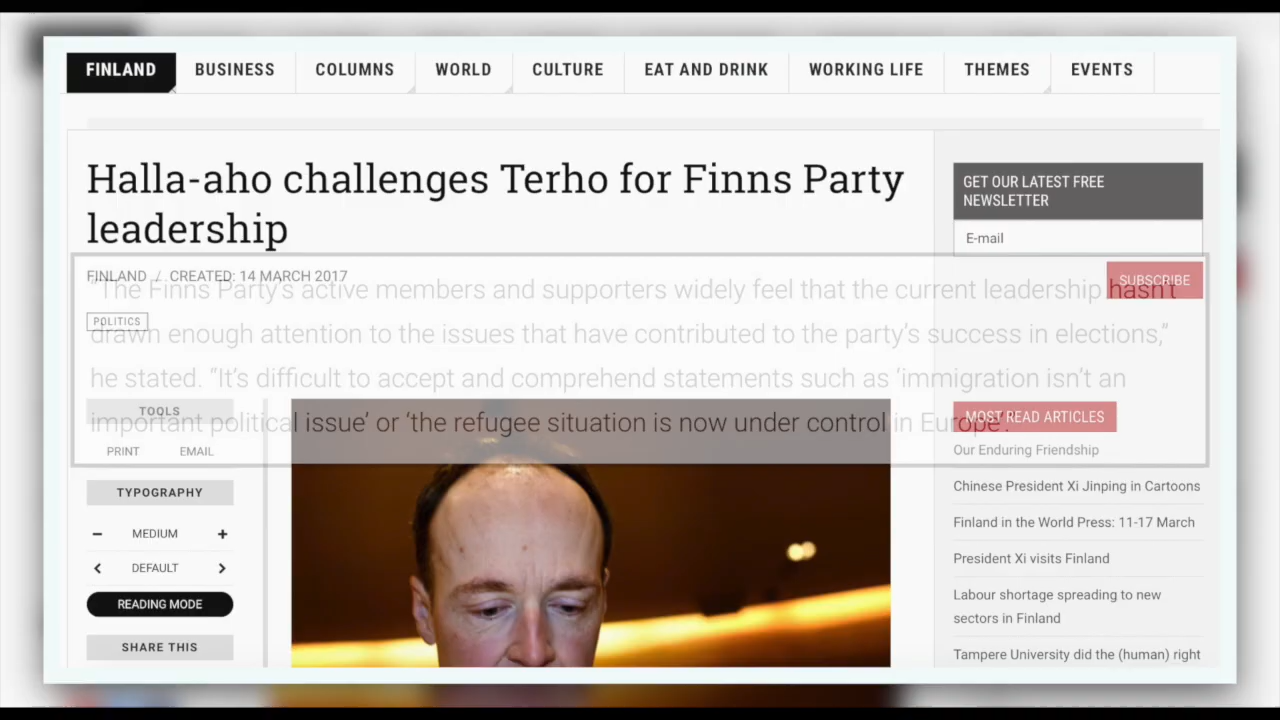 FINLAND BUSINESS COLUMNS WORLD CULTURE EAT AND DRINK WORKING LIFE THEMES EVENTS
Halla-aho challenges Terho for Finns Party
leadership
FINLAND / CREATED: 14 MARCH 2017
POLITICS
“The Finns Party’s active members and supporters widely feel that the current leadership hasn’t
drawn enough attention to the issues that have contributed to the party’s success in elections,”
he stated. “It’s difficult to accept and comprehend statements such as ‘immigration isn’t an
important political issue’ or ‘the refugee situation is now under control in Europe’.
TOOLS
PRINT EMAIL
TYPOGRAPHY
– MEDIUM +
< DEFAULT >
READING MODE
SHARE THIS
GET OUR LATEST FREE
NEWSLETTER
E-mail
SUBSCRIBE
MOST READ ARTICLES
Our Enduring Friendship
Chinese President Xi Jinping in Cartoons
Finland in the World Press: 11-17 March
President Xi visits Finland
Labour shortage spreading to new
sectors in Finland
Tampere University did the (human) right